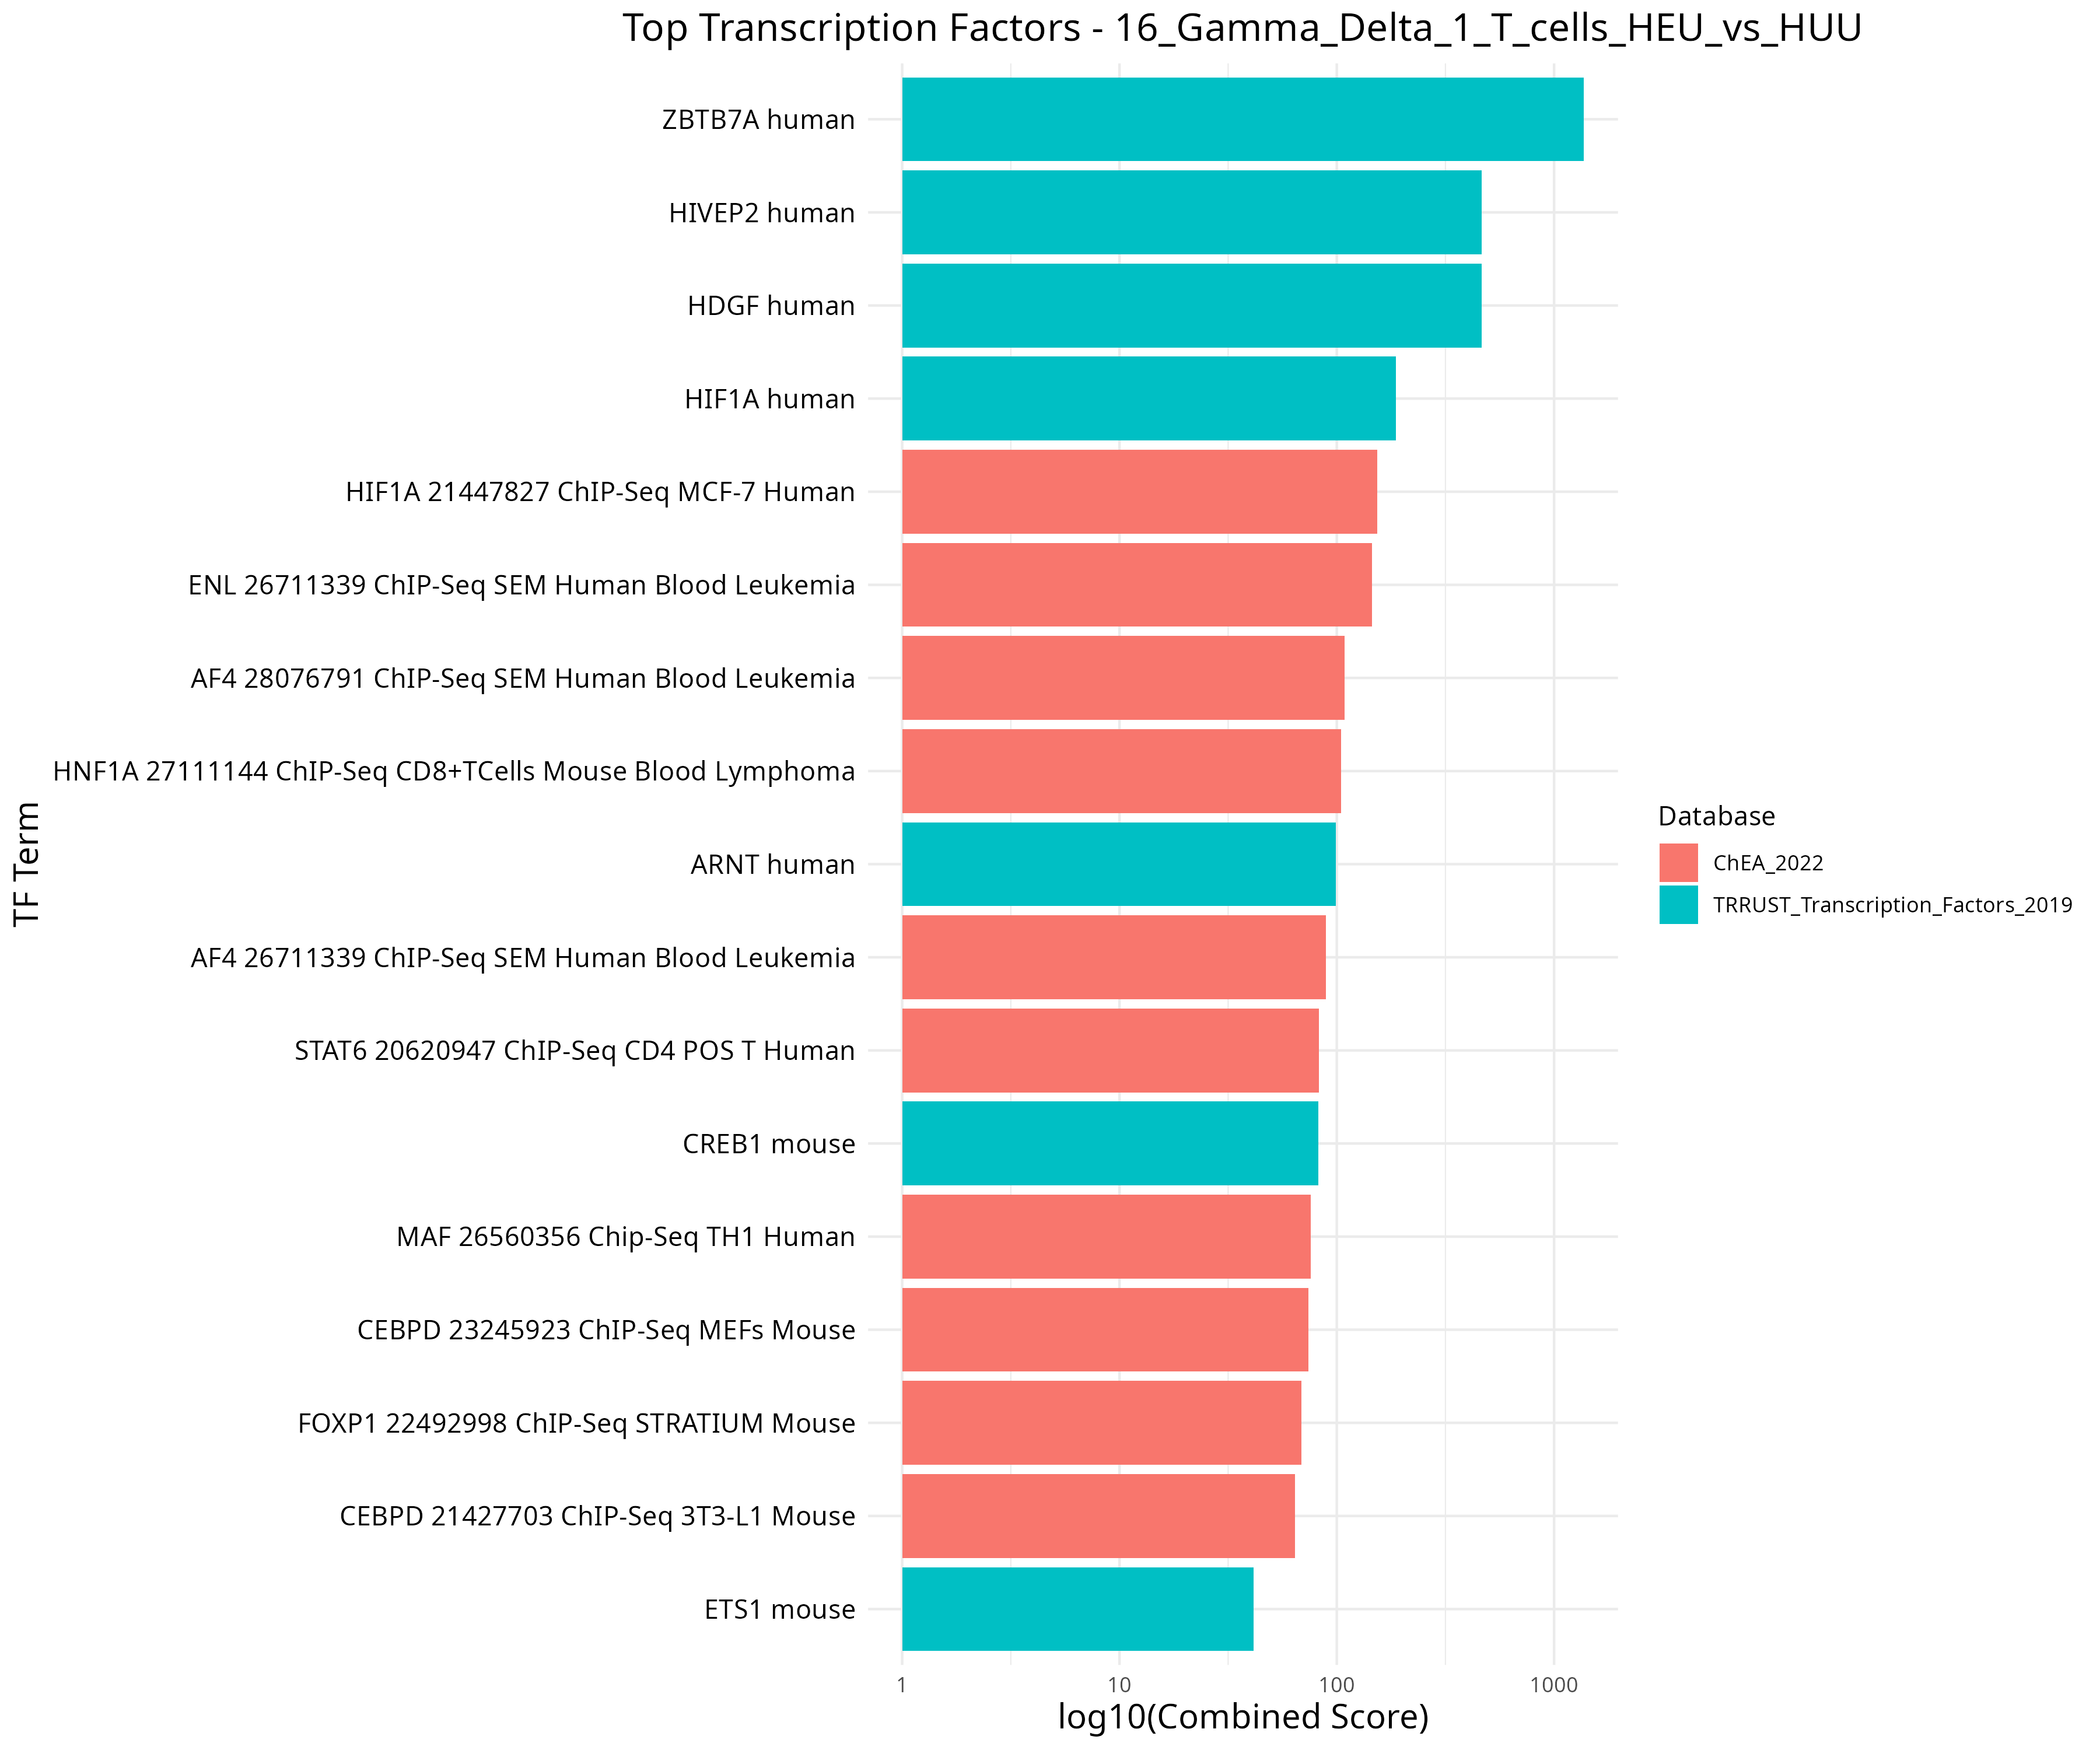 Top Transcription Factors - 16_Gamma_Delta_1_T_cells_HEU_vs_HUU
TF Term
ZBTB7A human
HIVEP2 human
HDGF human
HIF1A human
HIF1A 21447827 ChIP-Seq MCF-7 Human
ENL 26711339 ChIP-Seq SEM Human Blood Leukemia
AF4 28076791 ChIP-Seq SEM Human Blood Leukemia
HNF1A 27111144 ChIP-Seq CD8+TCells Mouse Blood Lymphoma
ARNT human
AF4 26711339 ChIP-Seq SEM Human Blood Leukemia
STAT6 20620947 ChIP-Seq CD4 POS T Human
CREB1 mouse
MAF 26560356 Chip-Seq TH1 Human
CEBPD 23245923 ChIP-Seq MEFs Mouse
FOXP1 22492998 ChIP-Seq STRATIUM Mouse
CEBPD 21427703 ChIP-Seq 3T3-L1 Mouse
ETS1 mouse
1 10 100 1000
log10(Combined Score)
Database
ChEA_2022
TRRUST_Transcription_Factors_2019